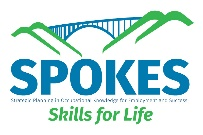 SPOKES
Strategic Planning in Occupational Knowledge for Employment and Success
Skills for Life